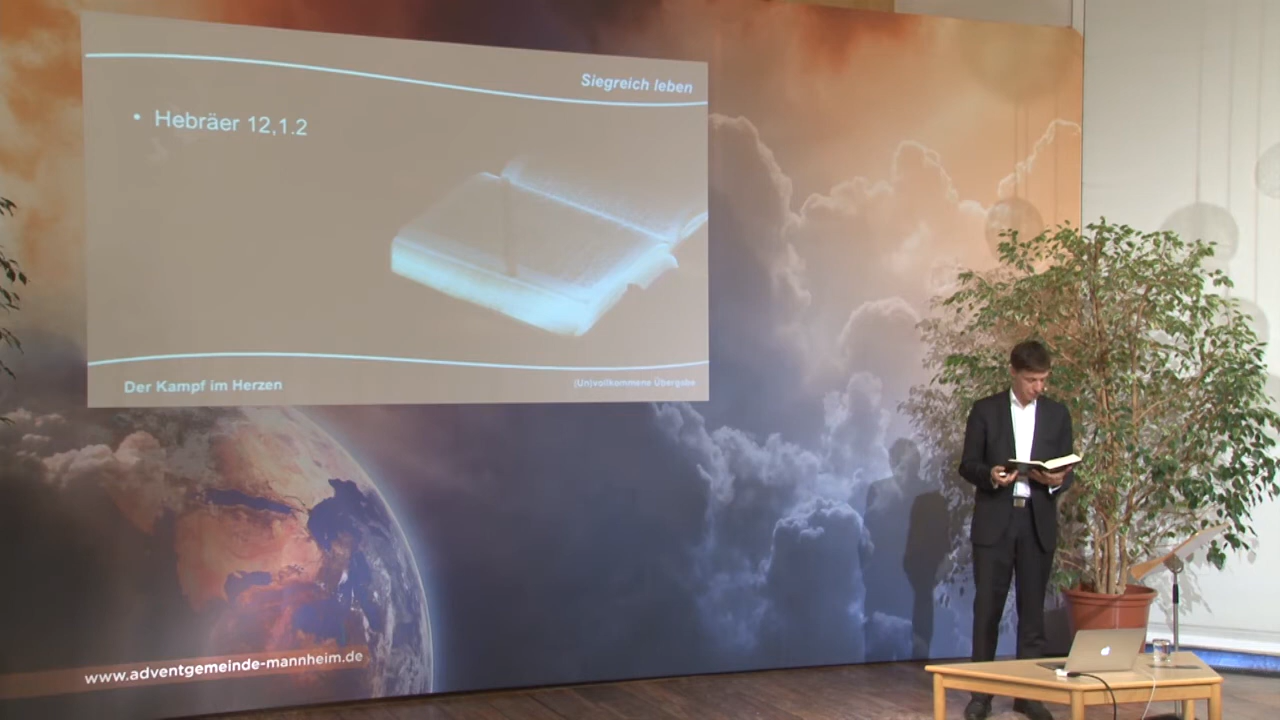 Siegreich leben
• Hebräer 12,1.2
Der Kampf im Herzen
(Un)vollkommene Übergabe
www.adventgemeinde-mannheim.de